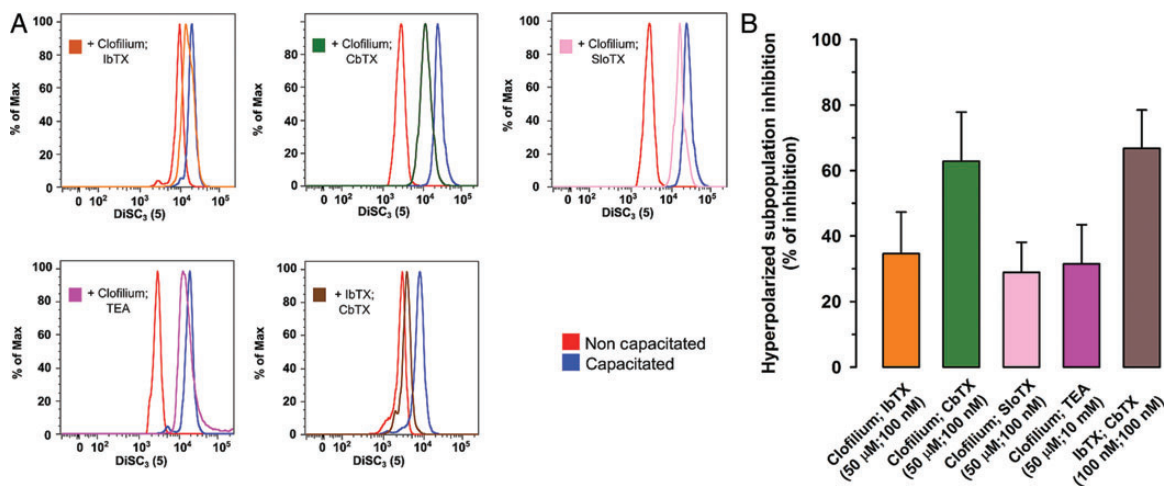 A
+ Clofilium;
IbTX
% of Max
100
80
60
40
20
0
0 10² 10³ 10⁴ 10⁵
DiSC₃ (5)
+ Clofilium;
CbTX
% of Max
100
80
60
40
20
0
0 10² 10³ 10⁴ 10⁵
DiSC₃ (5)
+ Clofilium;
SloTX
% of Max
100
80
60
40
20
0
0 10² 10³ 10⁴ 10⁵
DiSC₃ (5)
+ Clofilium;
TEA
% of Max
100
80
60
40
20
0
0 10² 10³ 10⁴ 10⁵
DiSC₃ (5)
+ IbTX;
CbTX
% of Max
100
80
60
40
20
0
0 10² 10³ 10⁴ 10⁵
DiSC₃ (5)
Non capacitated
Capacitated
B
Hyperpolarized subpopulation inhibition
(% of inhibition)
100
80
60
40
20
0
Clofilium; IbTX
(50 µM;100 nM)
Clofilium; CbTX
(50 µM;100 nM)
Clofilium; SloTX
(50 µM;100 nM)
Clofilium; TEA
(50 µM;10 mM)
IbTX; CbTX
(100 nM;100 nM)